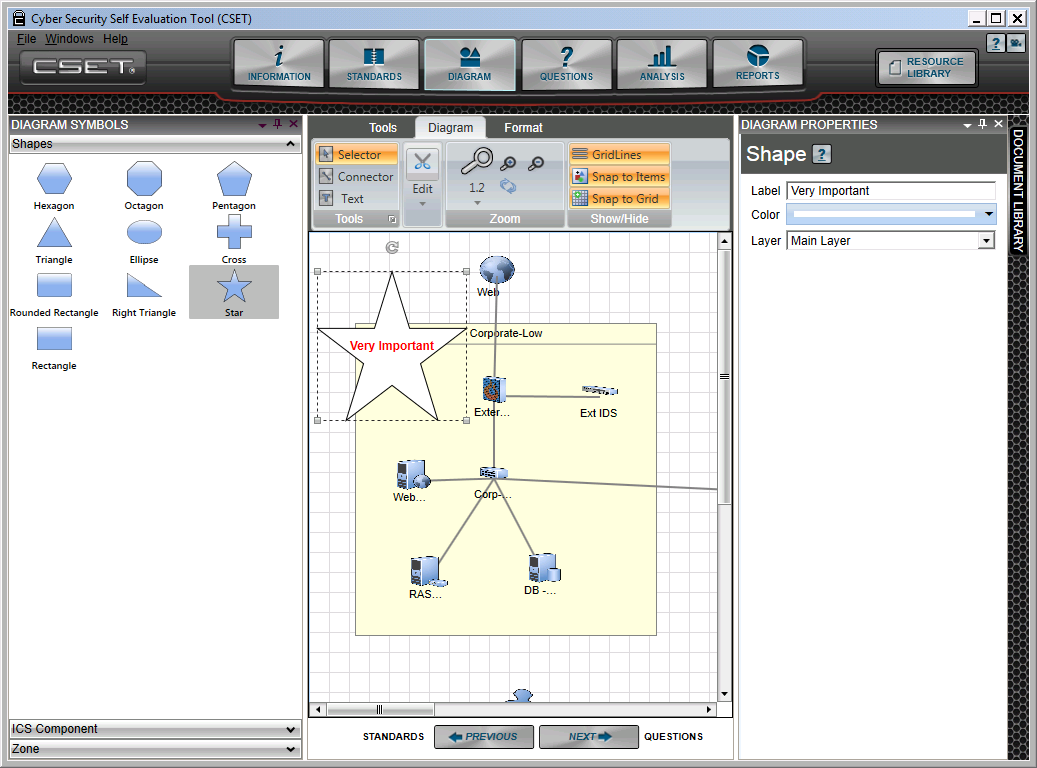 Cyber Security Self Evaluation Tool (CSET)
File Windows Help
CSET
INFORMATION
STANDARDS
DIAGRAM
QUESTIONS
ANALYSIS
REPORTS
RESOURCE
LIBRARY
DIAGRAM SYMBOLS
Shapes
Hexagon
Octagon
Pentagon
Triangle
Ellipse
Cross
Rounded Rectangle
Right Triangle
Star
Rectangle
ICS Component
Zone
Tools
Diagram
Format
Selector
Connector
Text
Tools
Edit
1.2
Zoom
GridLines
Snap to Items
Snap to Grid
Show/Hide
Web
Corporate-Low
Very Important
Exter...
Ext IDS
Web...
Corp-...
RAS...
DB -...
STANDARDS
PREVIOUS
NEXT
QUESTIONS
DIAGRAM PROPERTIES
Shape ?
Label Very Important
Color
Layer Main Layer
DOCUMENT LIBRARY